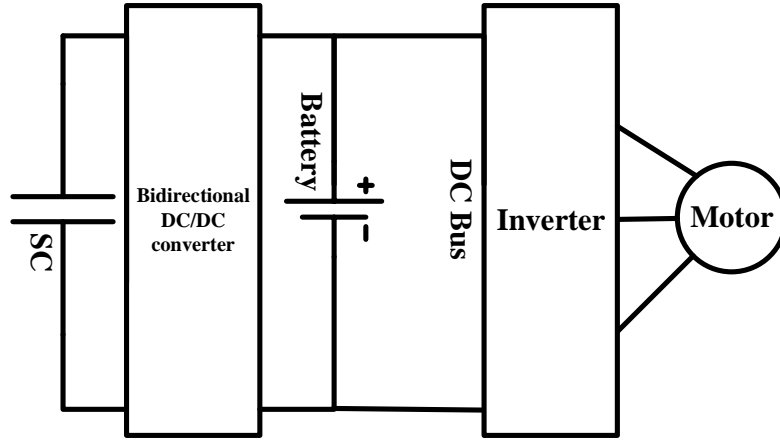 SC
Bidirectional
DC/DC
converter
Battery
+
-
DC Bus
Inverter
Motor